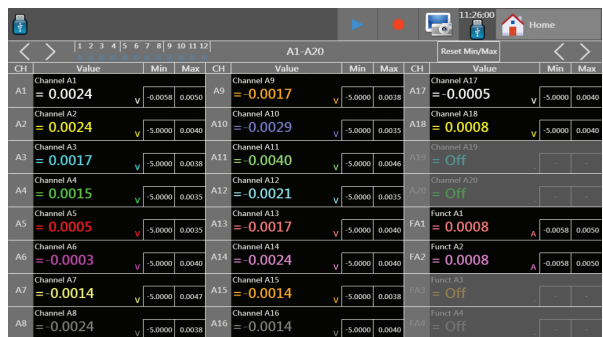 11:26:00 Home
1 2 3 4 5 6 7 8 9 10 11 12 A1-A20 Reset Min/Max
CH Value Min Max CH Value Min Max CH Value Min Max
Channel A1 Channel A9 Channel A17
A1 = 0.0024 V -0.0058 0.0050 A9 =-0.0017 V -5.0000 0.0038 A17 =-0.0005 V -5.0000 0.0040
Channel A2 Channel A10 Channel A18
A2 = 0.0024 V -5.0000 0.0040 A10 =-0.0029 V -5.0000 0.0035 A18 = 0.0008 V -5.0000 0.0040
Channel A3 Channel A11 Channel A19
A3 = 0.0017 V -5.0000 0.0038 A11 =-0.0040 V -5.0000 0.0046 A19 = Off - -
Channel A4 Channel A12 Channel A20
A4 = 0.0015 V -5.0000 0.0035 A12 =-0.0021 V -5.0000 0.0035 A20 = Off - -
Channel A5 Channel A13 Funct A1
A5 = 0.0005 V -5.0000 0.0035 A13 =-0.0017 V -5.0000 0.0040 FA1 = 0.0008 A -0.0058 0.0050
Channel A6 Channel A14 Funct A2
A6 =-0.0003 V -5.0000 0.0040 A14 =-0.0024 V -5.0000 0.0040 FA2 = 0.0008 A -0.0058 0.0050
Channel A7 Channel A15 Funct A3
A7 =-0.0014 V -5.0000 0.0047 A15 =-0.0014 V -5.0000 0.0038 FA3 = Off - -
Channel A8 Channel A16 Funct A4
A8 =-0.0024 V -5.0000 0.0038 A16 =-0.0014 V -5.0000 0.0040 FA4 = Off - -